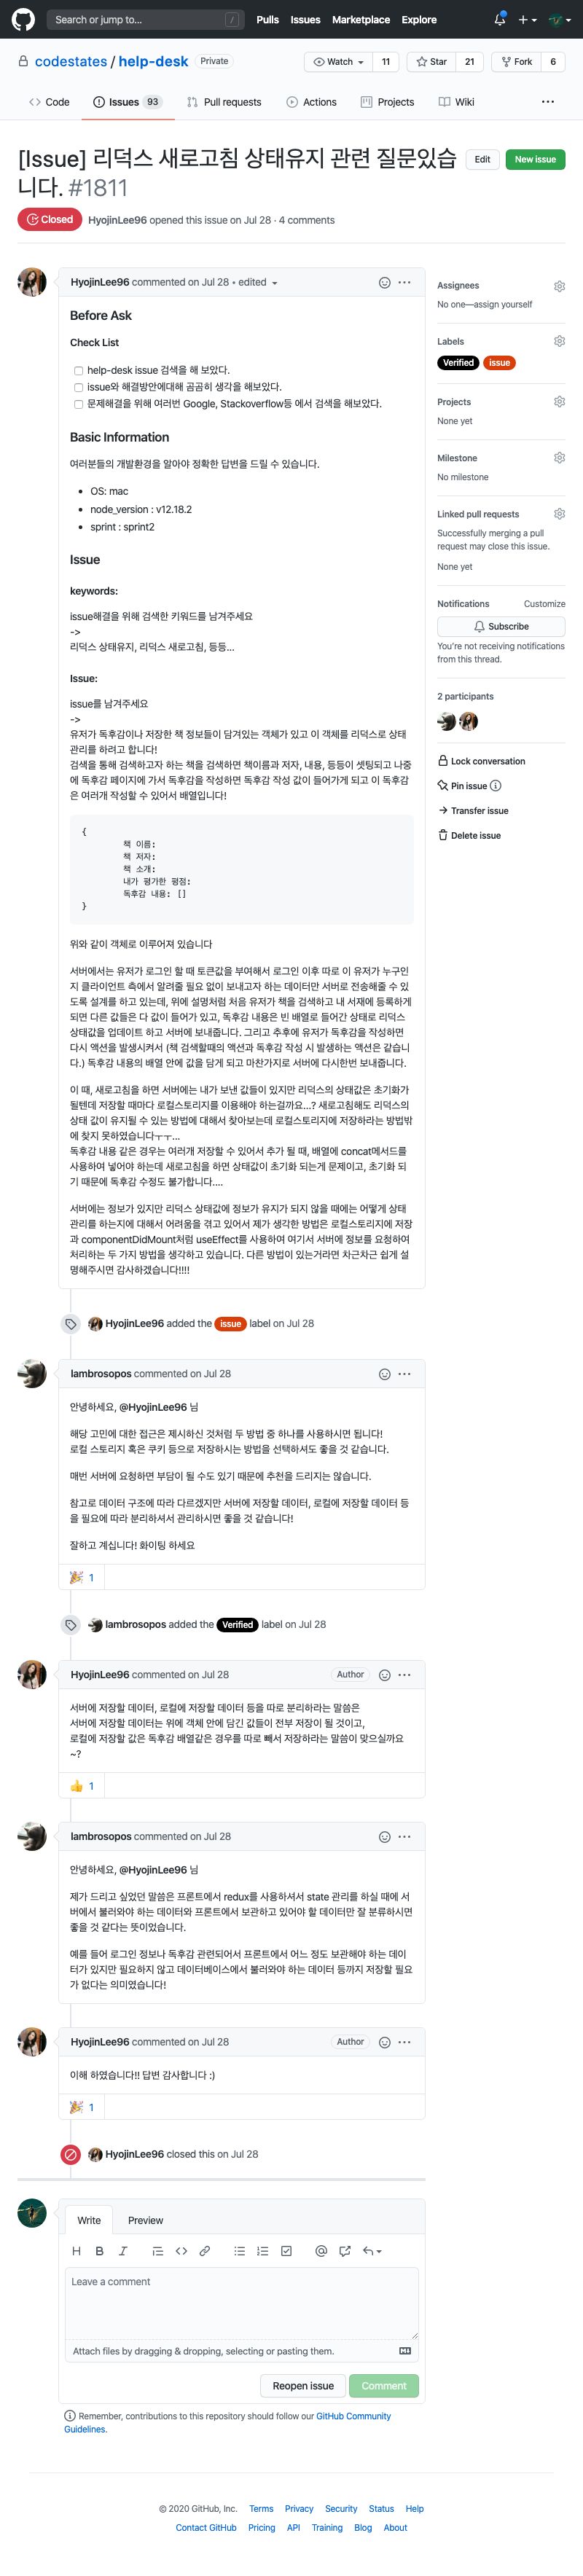 Search or jump to... /
Pulls Issues Marketplace Explore
codestates / help-desk Private
Watch 11 Star 21 Fork 6
Code Issues 93 Pull requests Actions Projects Wiki
[Issue] 리덕스 새로고침 상태유지 관련 질문있습
니다. #1811
Edit New issue
Closed HyojinLee96 opened this issue on Jul 28 · 4 comments
HyojinLee96 commented on Jul 28 • edited
Before Ask
Check List
help-desk issue 검색을 해 보았다.
issue와 해결방안에대해 곰곰히 생각을 해보았다.
문제해결을 위해 여러번 Google, Stackoverflow등 에서 검색을 해보았다.
Basic Information
여러분들의 개발환경을 알아야 정확한 답변을 드릴 수 있습니다.
OS: mac
node_version : v12.18.2
sprint : sprint2
Issue
keywords:
issue해결을 위해 검색한 키워드를 남겨주세요
->
리덕스 상태유지, 리덕스 새로고침, 등등...
Issue:
issue를 남겨주세요
->
유저가 독후감이나 저장한 책 정보들이 담겨있는 객체가 있고 이 객체를 리덕스로 상태
관리를 하려고 합니다!
검색을 통해 검색하고자 하는 책을 검색하면 책이름과 저자, 내용, 등등이 셋팅되고 나중
에 독후감 페이지에 가서 독후감을 작성하면 독후감 작성 값이 들어가게 되고 이 독후감
은 여러개 작성할 수 있어서 배열입니다!
{
책 이름:
책 저자:
책 소개:
내가 평가한 평점:
독후감 내용: []
}
위와 같이 객체로 이루어져 있습니다
서버에서는 유저가 로그인 할 때 토큰값을 부여해서 로그인 이후 따로 이 유저가 누구인
지 클라이언트 측에서 알려줄 필요 없이 보내고자 하는 데이터만 서버로 전송해줄 수 있
도록 설계를 하고 있는데, 위에 설명처럼 처음 유저가 책을 검색하고 내 서재에 등록하게
되면 다른 값들은 다 값이 들어가 있고, 독후감 내용은 빈 배열로 들어간 상태로 리덕스
상태값을 업데이트 하고 서버에 보내줍니다. 그리고 추후에 유저가 독후감을 작성하면
다시 액션을 발생시켜서 (책 검색할때의 액션과 독후감 작성 시 발생하는 액션은 같습니
다.) 독후감 내용의 배열 안에 값을 담게 되고 마찬가지로 서버에 다시한번 보내줍니다.
이 때, 새로고침을 하면 서버에는 내가 보낸 값들이 있지만 리덕스의 상태값은 초기화가
될텐데 저장할 때마다 로컬스토리지를 이용해야 하는걸까요...? 새로고침해도 리덕스의
상태 값이 유지될 수 있는 방법에 대해서 찾아보는데 로컬스토리지에 저장하라는 방법밖
에 찾지 못하였습니다ㅜㅜ...
독후감 내용 같은 경우는 여러개 저장할 수 있어서 추가 될 때, 배열에 concat메서드를
사용하여 넣어야 하는데 새로고침을 하면 상태값이 초기화 되는게 문제이고, 초기화 되
기 때문에 독후감 수정도 불가합니다....
서버에는 정보가 있지만 리덕스 상태값에 정보가 유지가 되지 않을 때에는 어떻게 상태
관리를 하는지에 대해서 어려움을 겪고 있어서 제가 생각한 방법은 로컬스토리지에 저장
과 componentDidMount처럼 useEffect를 사용하여 여기서 서버에 정보를 요청하여
처리하는 두 가지 방법을 생각하고 있습니다. 다른 방법이 있는거라면 차근차근 쉽게 설
명해주시면 감사하겠습니다!!!!
HyojinLee96 added the issue label on Jul 28
lambrosopos commented on Jul 28
안녕하세요, @HyojinLee96 님
해당 고민에 대한 접근은 제시하신 것처럼 두 방법 중 하나를 사용하시면 됩니다!
로컬 스토리지 혹은 쿠키 등으로 저장하시는 방법을 선택하셔도 좋을 것 같습니다.
매번 서버에 요청하면 부담이 될 수도 있기 때문에 추천을 드리지는 않습니다.
참고로 데이터 구조에 따라 다르겠지만 서버에 저장할 데이터, 로컬에 저장할 데이터 등
을 필요에 따라 분리하셔서 관리하시면 좋을 것 같습니다!
잘하고 계십니다! 화이팅 하세요
1
lambrosopos added the Verified label on Jul 28
HyojinLee96 commented on Jul 28 Author
서버에 저장할 데이터, 로컬에 저장할 데이터 등을 따로 분리하라는 말씀은
서버에 저장할 데이터는 위에 객체 안에 담긴 값들이 전부 저장이 될 것이고,
로컬에 저장할 값은 독후감 배열같은 경우를 따로 빼서 저장하라는 말씀이 맞으실까요
~?
1
lambrosopos commented on Jul 28
안녕하세요, @HyojinLee96 님
제가 드리고 싶었던 말씀은 프론트에서 redux를 사용하셔서 state 관리를 하실 때에 서
버에서 불러와야 하는 데이터와 프론트에서 보관하고 있어야 할 데이터만 잘 분류하시면
좋을 것 같다는 뜻이었습니다.
예를 들어 로그인 정보나 독후감 관련되어서 프론트에서 어느 정도 보관해야 하는 데이
터가 있지만 필요하지 않고 데이터베이스에서 불러와야 하는 데이터 등까지 저장할 필요
가 없다는 의미였습니다!
HyojinLee96 commented on Jul 28 Author
이해 하였습니다!! 답변 감사합니다 :)
1
HyojinLee96 closed this on Jul 28
Write Preview
Leave a comment
Attach files by dragging & dropping, selecting or pasting them.
Reopen issue Comment
Remember, contributions to this repository should follow our GitHub Community
Guidelines.
Assignees
No one—assign yourself
Labels
Verified issue
Projects
None yet
Milestone
No milestone
Linked pull requests
Successfully merging a pull
request may close this issue.
None yet
Notifications Customize
Subscribe
You're not receiving notifications
from this thread.
2 participants
Lock conversation
Pin issue
Transfer issue
Delete issue
© 2020 GitHub, Inc. Terms Privacy Security Status Help
Contact GitHub Pricing API Training Blog About